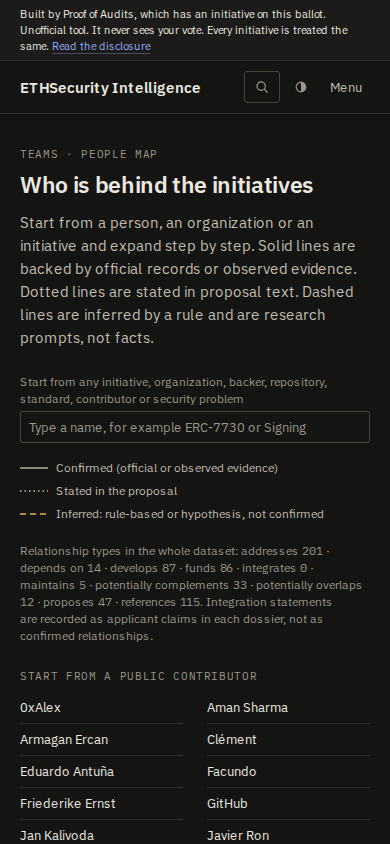 Built by Proof of Audits, which has an initiative on this ballot.
Unofficial tool. It never sees your vote. Every initiative is treated the
same. Read the disclosure
ETHSecurity Intelligence
Menu
TEAMS · PEOPLE MAP
Who is behind the initiatives
Start from a person, an organization or an
initiative and expand step by step. Solid lines are
backed by official records or observed evidence.
Dotted lines are stated in proposal text. Dashed
lines are inferred by a rule and are research
prompts, not facts.
Start from any initiative, organization, backer, repository,
standard, contributor or security problem
Type a name, for example ERC-7730 or Signing
Confirmed (official or observed evidence)
Stated in the proposal
Inferred: rule-based or hypothesis, not confirmed
Relationship types in the whole dataset: addresses 201 ·
depends on 14 · develops 87 · funds 86 · integrates 0 ·
maintains 5 · potentially complements 33 · potentially overlaps
12 · proposes 47 · references 115. Integration statements
are recorded as applicant claims in each dossier, not as
confirmed relationships.
START FROM A PUBLIC CONTRIBUTOR
0xAlex
Aman Sharma
Armagan Ercan
Clément
Eduardo Antuña
Facundo
Friederike Ernst
GitHub
Jan Kalivoda
Javier Ron